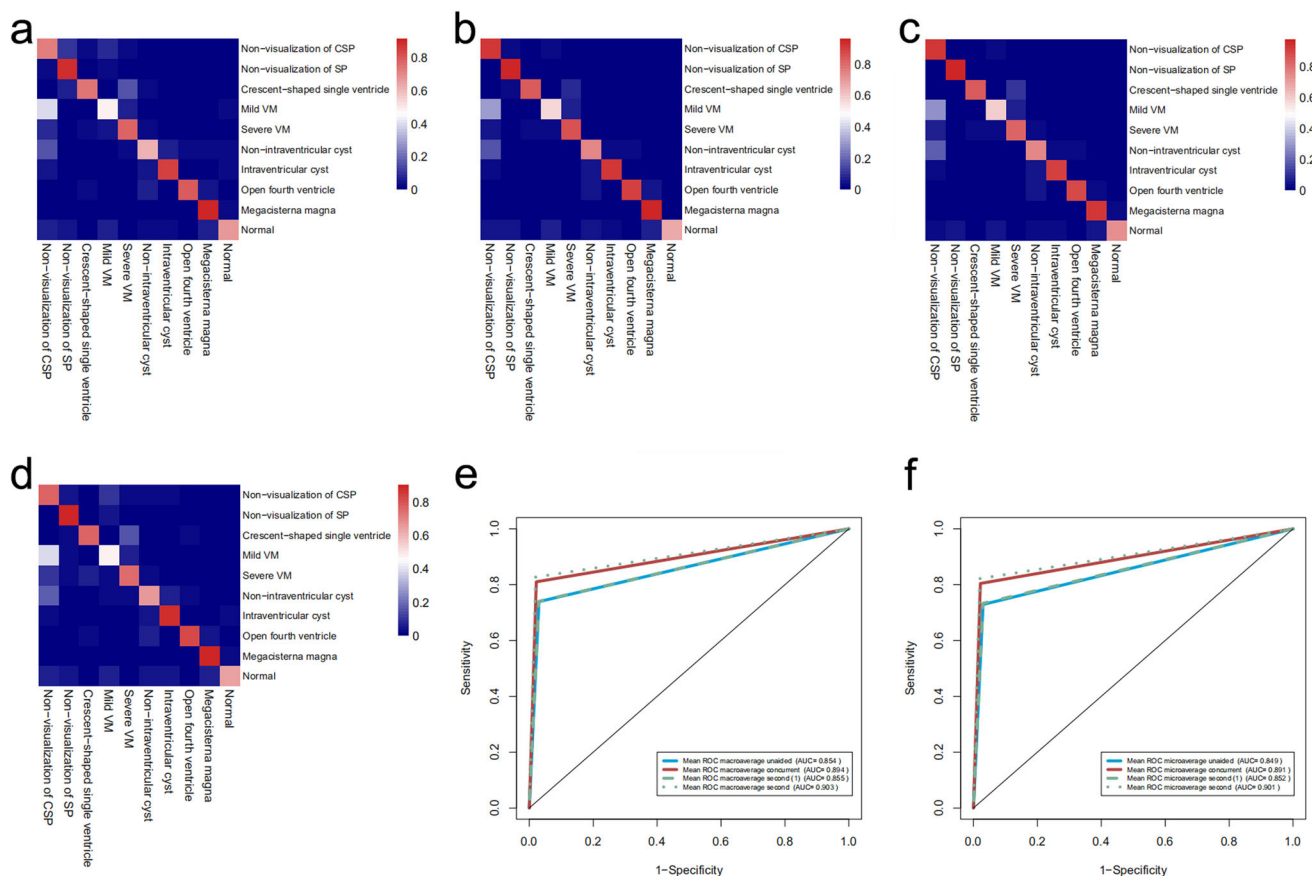 a
Non-visualization of CSP
Non-visualization of SP
Crescent-shaped single ventricle
Mild VM
Severe VM
Non-intraventricular cyst
Intraventricular cyst
Open fourth ventricle
Megacisterna magna
Normal
0.8
0.6
0.4
0.2
0
Non-visualization of CSP
Non-visualization of SP
Crescent-shaped single ventricle
Mild VM
Severe VM
Non-intraventricular cyst
Intraventricular cyst
Open fourth ventricle
Megacisterna magna
Normal
b
Non-visualization of CSP
Non-visualization of SP
Crescent-shaped single ventricle
Mild VM
Severe VM
Non-intraventricular cyst
Intraventricular cyst
Open fourth ventricle
Megacisterna magna
Normal
0.8
0.6
0.4
0.2
0
Non-visualization of CSP
Non-visualization of SP
Crescent-shaped single ventricle
Mild VM
Severe VM
Non-intraventricular cyst
Intraventricular cyst
Open fourth ventricle
Megacisterna magna
Normal
c
Non-visualization of CSP
Non-visualization of SP
Crescent-shaped single ventricle
Mild VM
Severe VM
Non-intraventricular cyst
Intraventricular cyst
Open fourth ventricle
Megacisterna magna
Normal
0.8
0.6
0.4
0.2
0
Non-visualization of CSP
Non-visualization of SP
Crescent-shaped single ventricle
Mild VM
Severe VM
Non-intraventricular cyst
Intraventricular cyst
Open fourth ventricle
Megacisterna magna
Normal
d
Non-visualization of CSP
Non-visualization of SP
Crescent-shaped single ventricle
Mild VM
Severe VM
Non-intraventricular cyst
Intraventricular cyst
Open fourth ventricle
Megacisterna magna
Normal
0.8
0.6
0.4
0.2
0
Non-visualization of CSP
Non-visualization of SP
Crescent-shaped single ventricle
Mild VM
Severe VM
Non-intraventricular cyst
Intraventricular cyst
Open fourth ventricle
Megacisterna magna
Normal
e
Sensitivity
1.0
0.8
0.6
0.4
0.2
0.0
Mean ROC macroaverage unaided (AUC= 0.854 )
Mean ROC macroaverage concurrent (AUC= 0.894 )
Mean ROC macroaverage second (1) (AUC= 0.855 )
Mean ROC macroaverage second (AUC= 0.903 )
0.0 0.2 0.4 0.6 0.8 1.0
1-Specificity
f
Sensitivity
1.0
0.8
0.6
0.4
0.2
0.0
Mean ROC microaverage unaided (AUC= 0.849 )
Mean ROC microaverage concurrent (AUC= 0.891 )
Mean ROC microaverage second (1) (AUC= 0.852 )
Mean ROC microaverage second (AUC= 0.901 )
0.0 0.2 0.4 0.6 0.8 1.0
1-Specificity